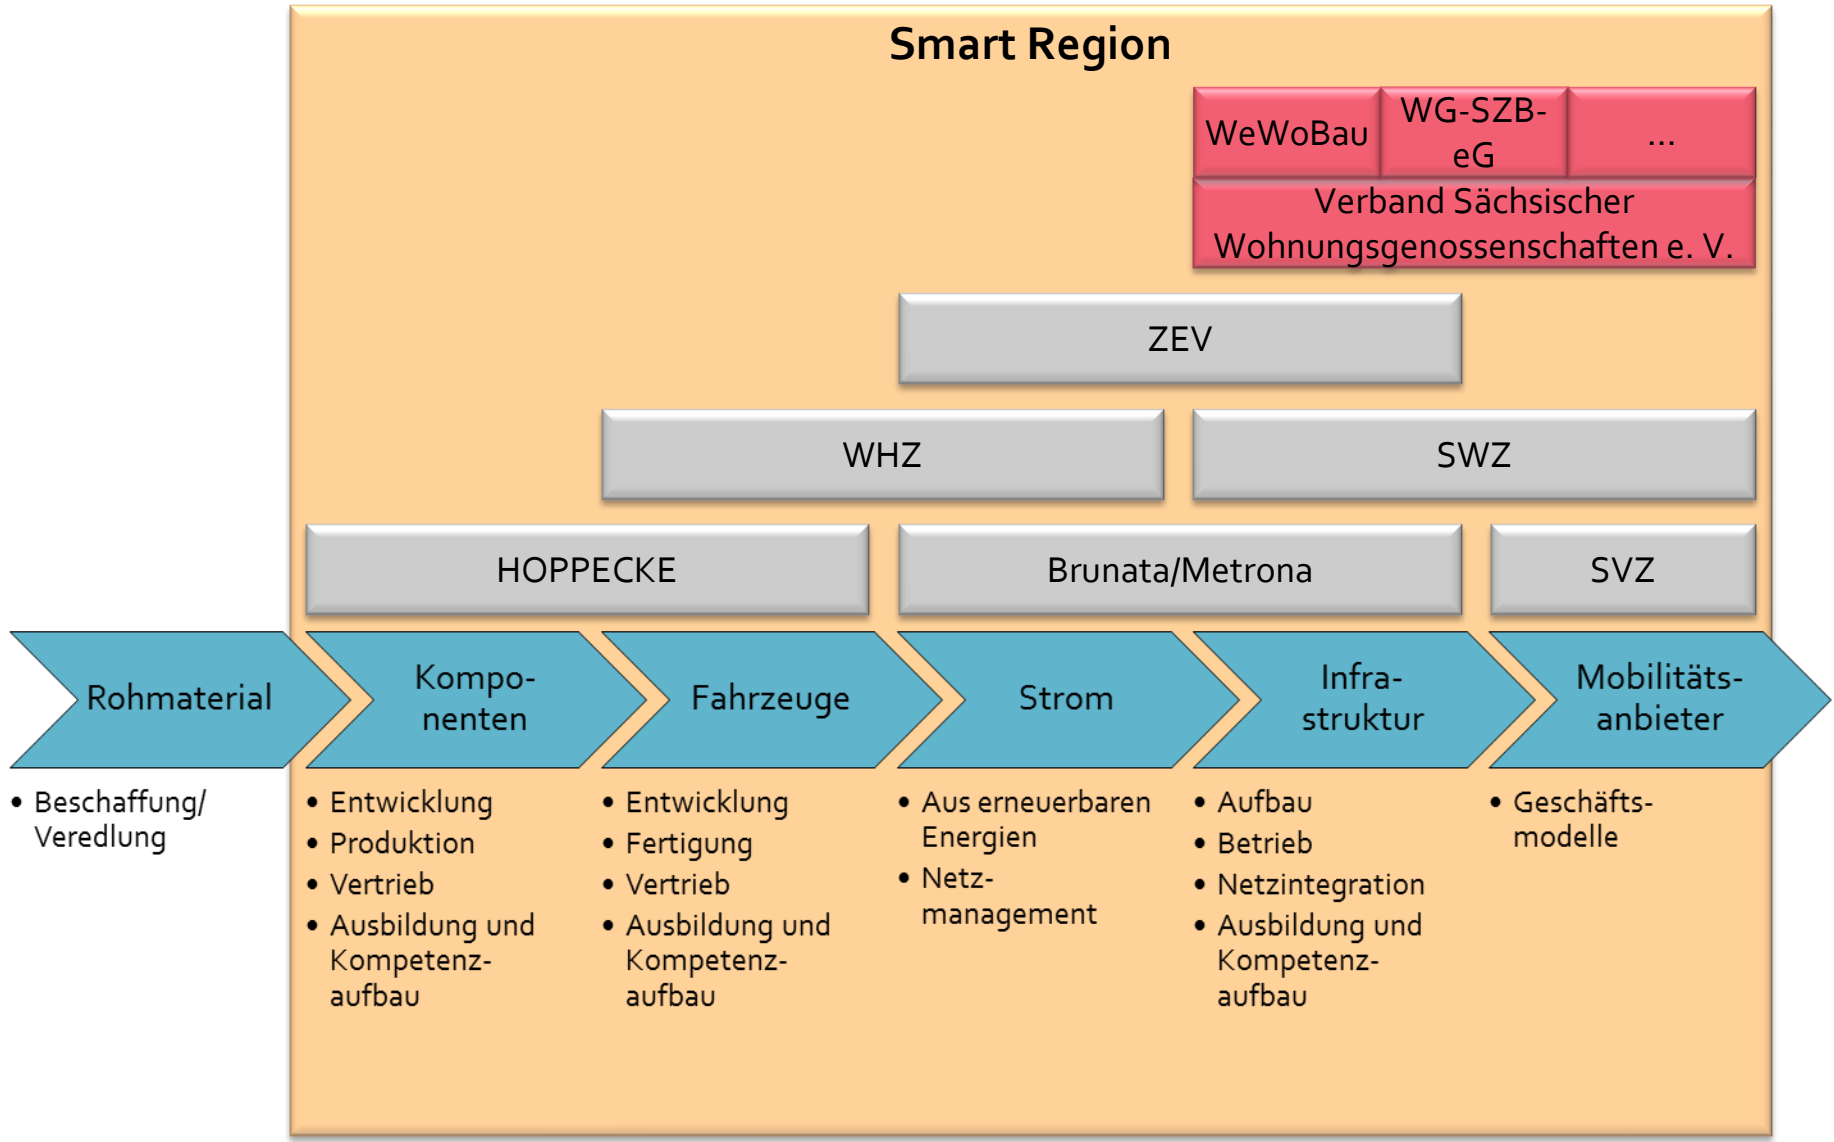 Smart Region
WeWoBau
WG-SZB-
eG
...
Verband Sächsischer
Wohnungsgenossenschaften e. V.
ZEV
WHZ
SWZ
HOPPECKE
Brunata/Metrona
SVZ
Rohmaterial
Kompo-
nenten
Fahrzeuge
Strom
Infra-
struktur
Mobilitäts-
anbieter
• Beschaffung/
Veredlung
• Entwicklung
• Produktion
• Vertrieb
• Ausbildung und
Kompetenz-
aufbau
• Entwicklung
• Fertigung
• Vertrieb
• Ausbildung und
Kompetenz-
aufbau
• Aus erneuerbaren
Energien
• Netz-
management
• Aufbau
• Betrieb
• Netzintegration
• Ausbildung und
Kompetenz-
aufbau
• Geschäfts-
modelle